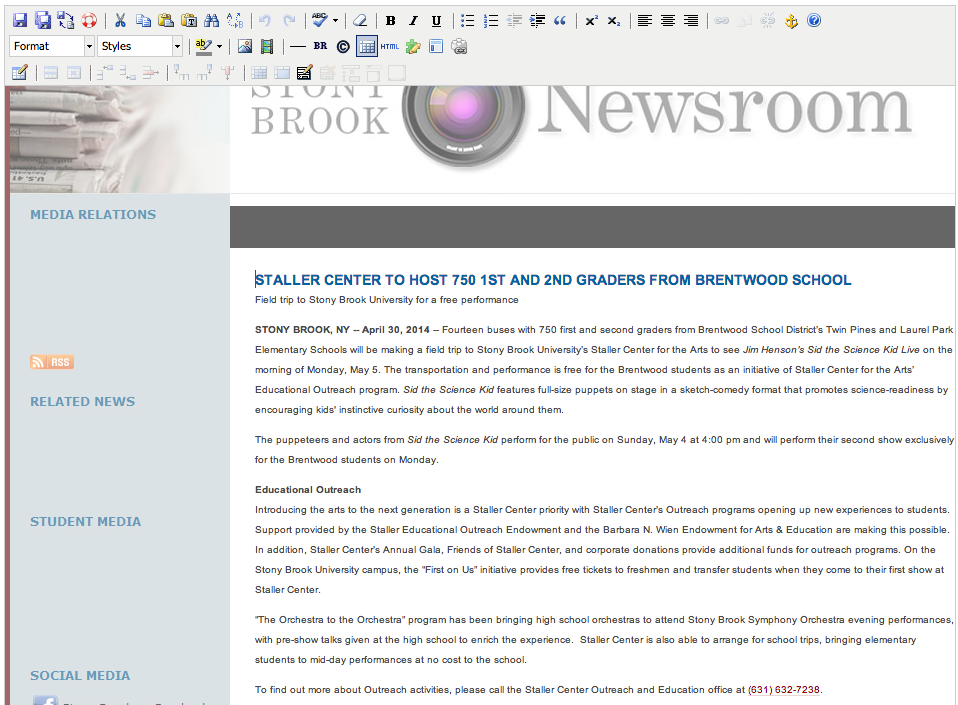 ABC
B I U
x² x₂
Format Styles
ab
BR © HTML
STONY
BROOK Newsroom
MEDIA RELATIONS
RSS
RELATED NEWS
STUDENT MEDIA
SOCIAL MEDIA
STALLER CENTER TO HOST 750 1ST AND 2ND GRADERS FROM BRENTWOOD SCHOOL
Field trip to Stony Brook University for a free performance
STONY BROOK, NY -- April 30, 2014 -- Fourteen buses with 750 first and second graders from Brentwood School District's Twin Pines and Laurel Park
Elementary Schools will be making a field trip to Stony Brook University's Staller Center for the Arts to see Jim Henson's Sid the Science Kid Live on the
morning of Monday, May 5. The transportation and performance is free for the Brentwood students as an initiative of Staller Center for the Arts'
Educational Outreach program. Sid the Science Kid features full-size puppets on stage in a sketch-comedy format that promotes science-readiness by
encouraging kids' instinctive curiosity about the world around them.
The puppeteers and actors from Sid the Science Kid perform for the public on Sunday, May 4 at 4:00 pm and will perform their second show exclusively
for the Brentwood students on Monday.
Educational Outreach
Introducing the arts to the next generation is a Staller Center priority with Staller Center's Outreach programs opening up new experiences to students.
Support provided by the Staller Educational Outreach Endowment and the Barbara N. Wien Endowment for Arts & Education are making this possible.
In addition, Staller Center's Annual Gala, Friends of Staller Center, and corporate donations provide additional funds for outreach programs. On the
Stony Brook University campus, the "First on Us" initiative provides free tickets to freshmen and transfer students when they come to their first show at
Staller Center.
"The Orchestra to the Orchestra" program has been bringing high school orchestras to attend Stony Brook Symphony Orchestra evening performances,
with pre-show talks given at the high school to enrich the experience. Staller Center is also able to arrange for school trips, bringing elementary
students to mid-day performances at no cost to the school.
To find out more about Outreach activities, please call the Staller Center Outreach and Education office at (631) 632-7238.